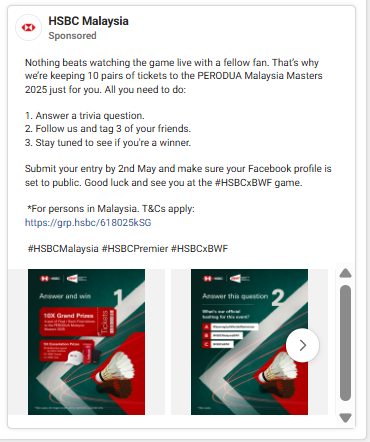 HSBC Malaysia
Sponsored
Nothing beats watching the game live with a fellow fan. That's why
we're keeping 10 pairs of tickets to the PERODUA Malaysia Masters
2025 just for you. All you need to do:
1. Answer a trivia question.
2. Follow us and tag 3 of your friends.
3. Stay tuned to see if you're a winner.
Submit your entry by 2nd May and make sure your Facebook profile is
set to public. Good luck and see you at the #HSBCxBWF game.
*For persons in Malaysia. T&Cs apply:
https://grp.hsbc/618025kSG
#HSBCMalaysia #HSBCPremier #HSBCxBWF
Answer and win 1
10X Grand Prizes
Tickets
Answer this question 2
What's our official
hashtag for this event?
A
B
C